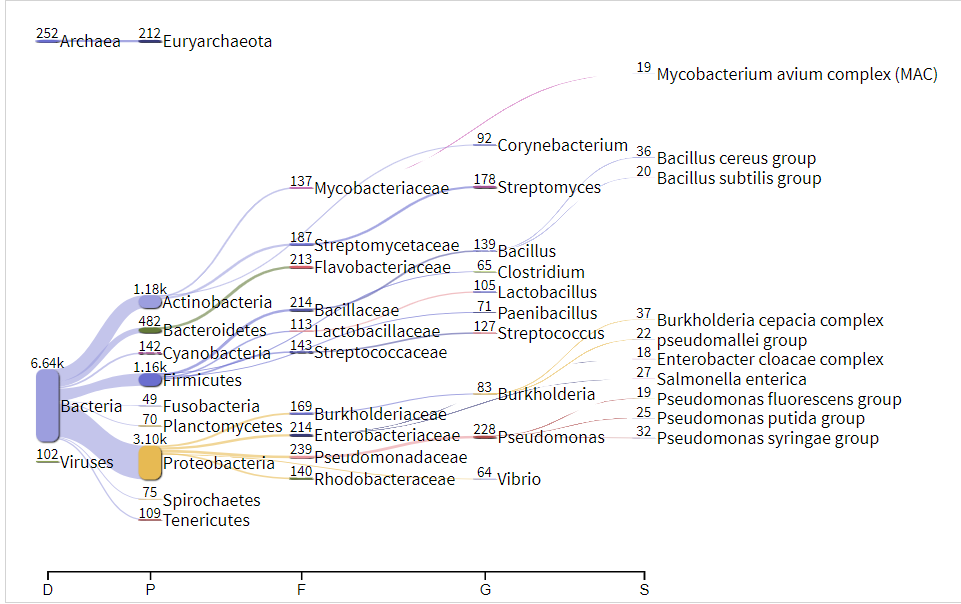 252 Archaea
212 Euryarchaeota
19 Mycobacterium avium complex (MAC)
92 Corynebacterium
36 Bacillus cereus group
20 Bacillus subtilis group
137 Mycobacteriaceae
178 Streptomyces
187 Streptomycetaceae
139 Bacillus
213 Flavobacteriaceae
65 Clostridium
1.18k Actinobacteria
105 Lactobacillus
214 Bacillaceae
71 Paenibacillus
482 Bacteroidetes
113 Lactobacillaceae
127 Streptococcus
37 Burkholderia cepacia complex
22 pseudomallei group
142 Cyanobacteria
143 Streptococcaceae
18 Enterobacter cloacae complex
6.64k Bacteria
1.16k Firmicutes
27 Salmonella enterica
83 Burkholderia
19 Pseudomonas fluorescens group
49 Fusobacteria
169 Burkholderiaceae
25 Pseudomonas putida group
70 Planctomycetes
214 Enterobacteriaceae
228 Pseudomonas
32 Pseudomonas syringae group
102 Viruses
3.10k Proteobacteria
239 Pseudomonadaceae
140 Rhodobacteraceae
64 Vibrio
75 Spirochaetes
109 Tenericutes
D P F G S